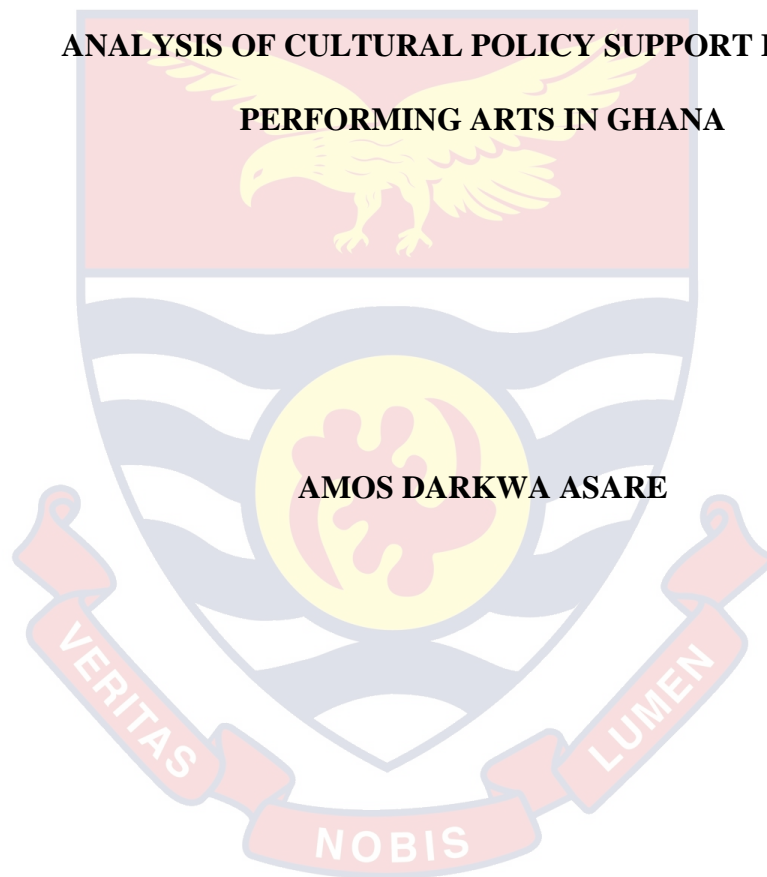 ANALYSIS OF CULTURAL POLICY SUPPORT
PERFORMING ARTS IN GHANA
AMOS DARKWA ASARE
VERITAS
NOBIS
LUMEN